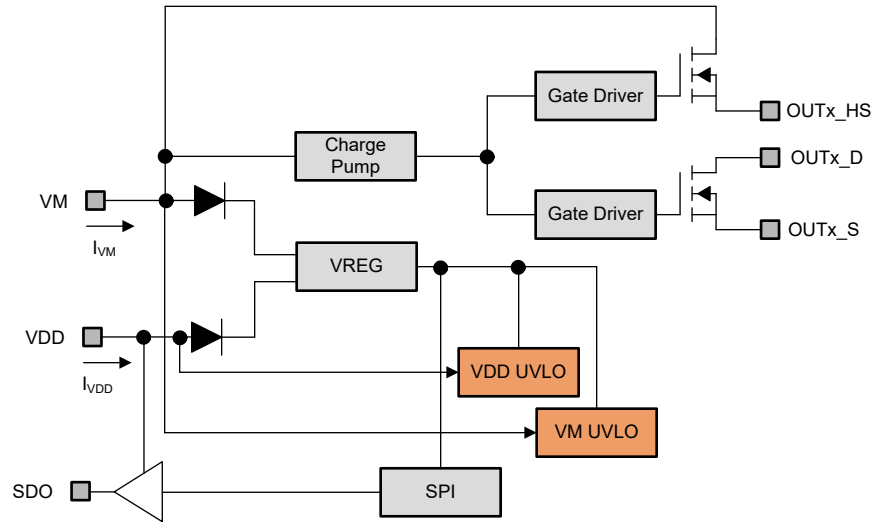 Gate Driver
OUTx_HS
Charge
Pump
OUTx_D
VM
Gate Driver
OUTx_S
IVM
VREG
VDD
VDD UVLO
IVDD
VM UVLO
SDO
SPI